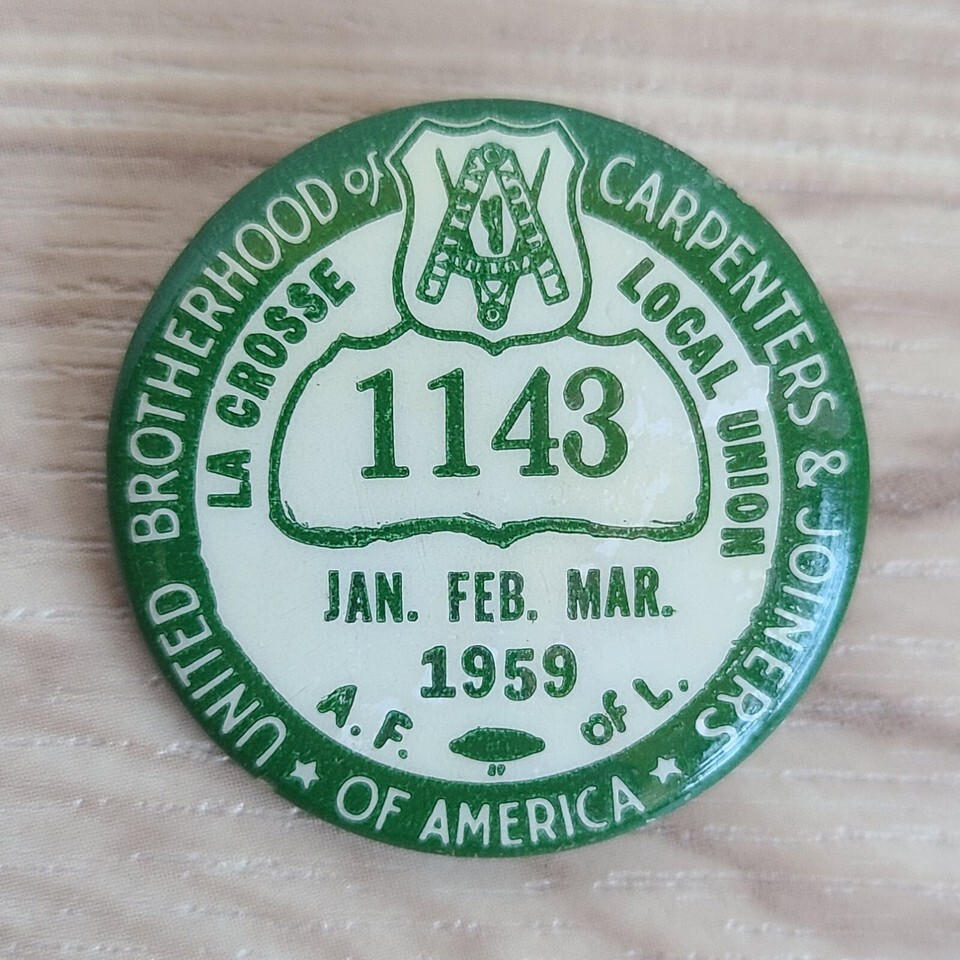 UNITED BROTHERHOOD of CARPENTERS & JOINERS
★ OF AMERICA ★
LA CROSSE LOCAL UNION
1143
JAN. FEB. MAR.
1959
A. F. OF L.